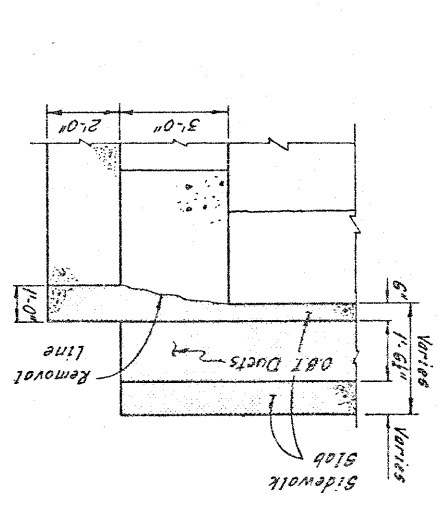 Sidewalk
Slab
Varies
Varies
1'-6½"
6"
O.B.T. Ducts
Removal
Line
1'-0"
3'-0"
2'-0"